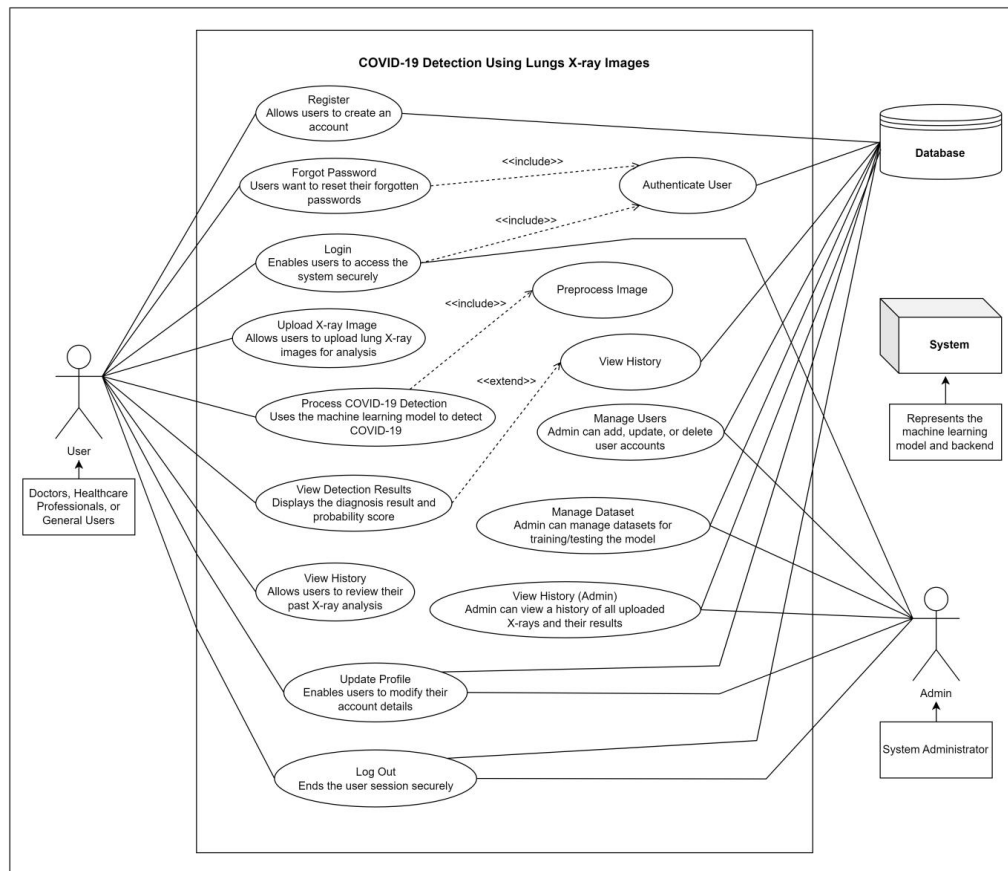 COVID-19 Detection Using Lungs X-ray Images
Register
Allows users to create an
account
Database
Forgot Password
Users want to reset their forgotten
passwords
<<include>>
Authenticate User
<<include>>
Login
Enables users to access the
system securely
<<include>>
Preprocess Image
Upload X-ray Image
Allows users to upload lung X-ray
images for analysis
System
View History
<<extend>>
Process COVID-19 Detection
Uses the machine learning model to detect
COVID-19
Represents the
machine learning
model and backend
Manage Users
Admin can add, update, or delete
user accounts
User
Doctors, Healthcare
Professionals, or
General Users
View Detection Results
Displays the diagnosis result and
probability score
Manage Dataset
Admin can manage datasets for
training/testing the model
View History
Allows users to review their
past X-ray analysis
View History (Admin)
Admin can view a history of all uploaded
X-rays and their results
Update Profile
Enables users to modify their
account details
Admin
System Administrator
Log Out
Ends the user session securely